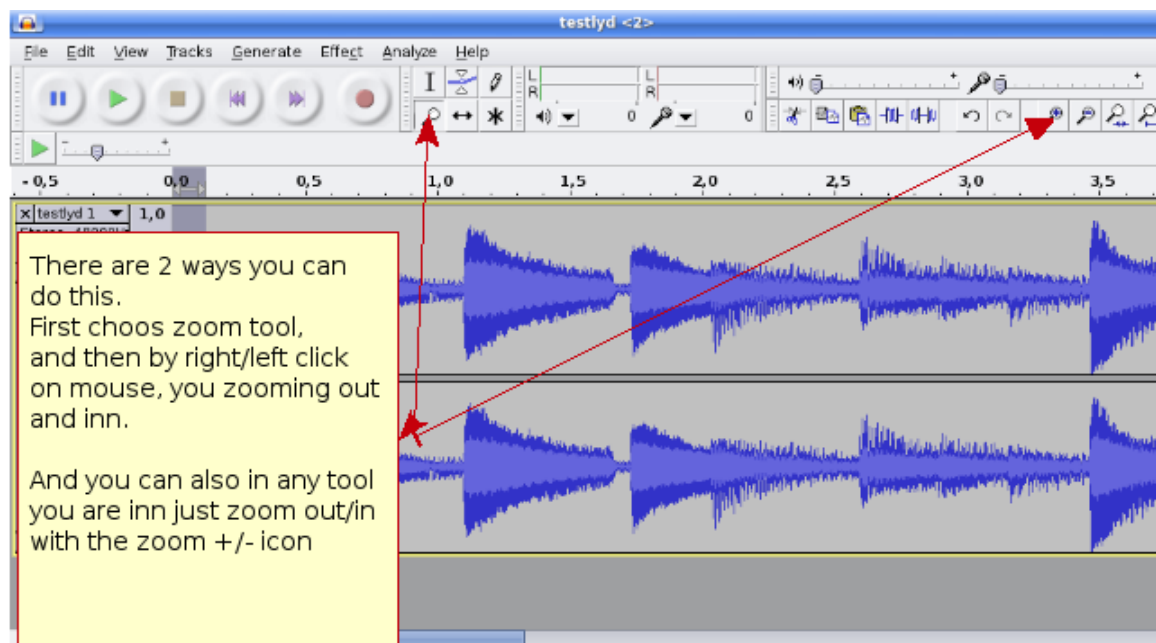 testlyd <2>
File Edit View Tracks Generate Effect Analyze Help
L
R
L
R
0
0
- 0,5 0,0 0,5 1,0 1,5 2,0 2,5 3,0 3,5
testlyd 1 1,0
There are 2 ways you can
do this.
First choos zoom tool,
and then by right/left click
on mouse, you zooming out
and inn.
And you can also in any tool
you are inn just zoom out/in
with the zoom +/- icon